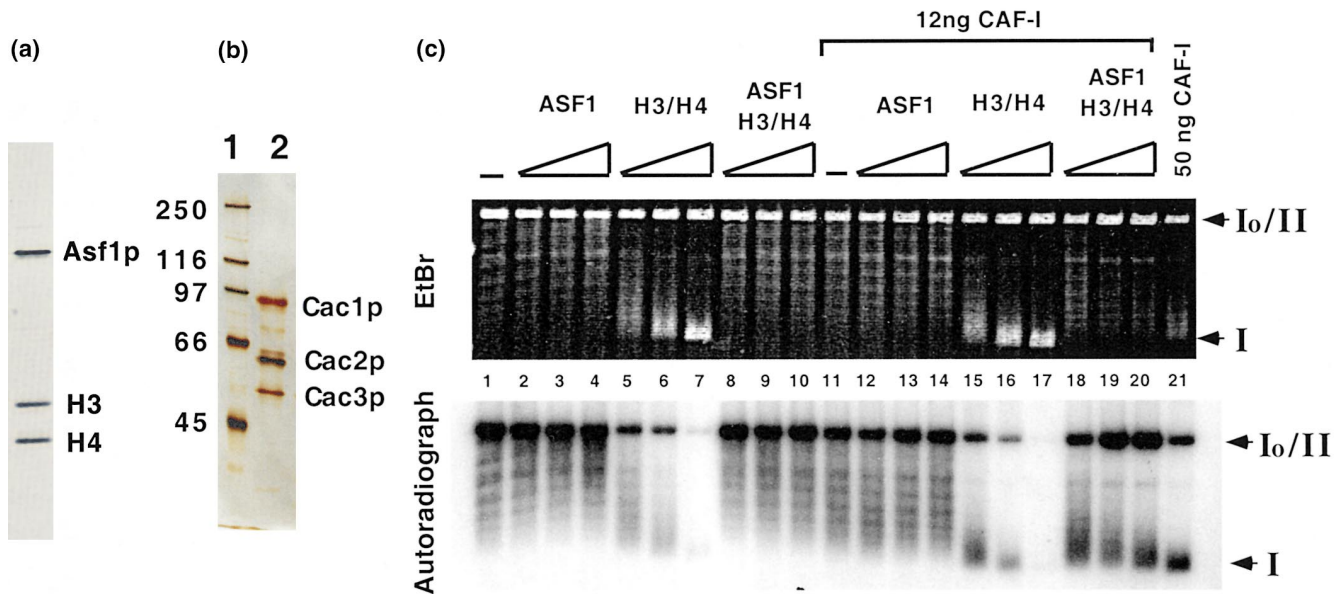 (a)
Asf1p
H3
H4
(b)
1 2
250
116
97
66
45
Cac1p
Cac2p
Cac3p
(c)
12ng CAF-I
ASF1
H3/H4
ASF1
H3/H4
ASF1
H3/H4
ASF1
H3/H4
50 ng CAF-I
– –
EtBr
Io/II
I
1 2 3 4 5 6 7 8 9 10 11 12 13 14 15 16 17 18 19 20 21
Autoradiograph
Io/II
I